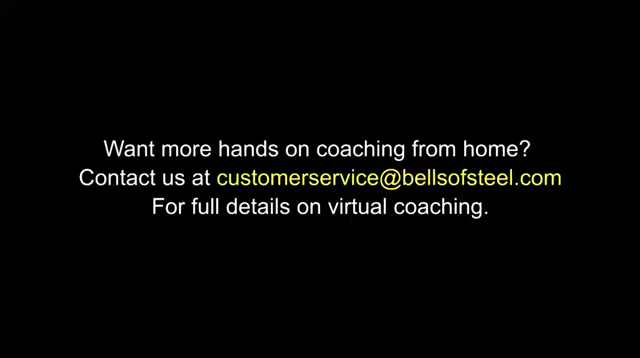 Want more hands on coaching from home?
Contact us at customerservice@bellsofsteel.com
For full details on virtual coaching.